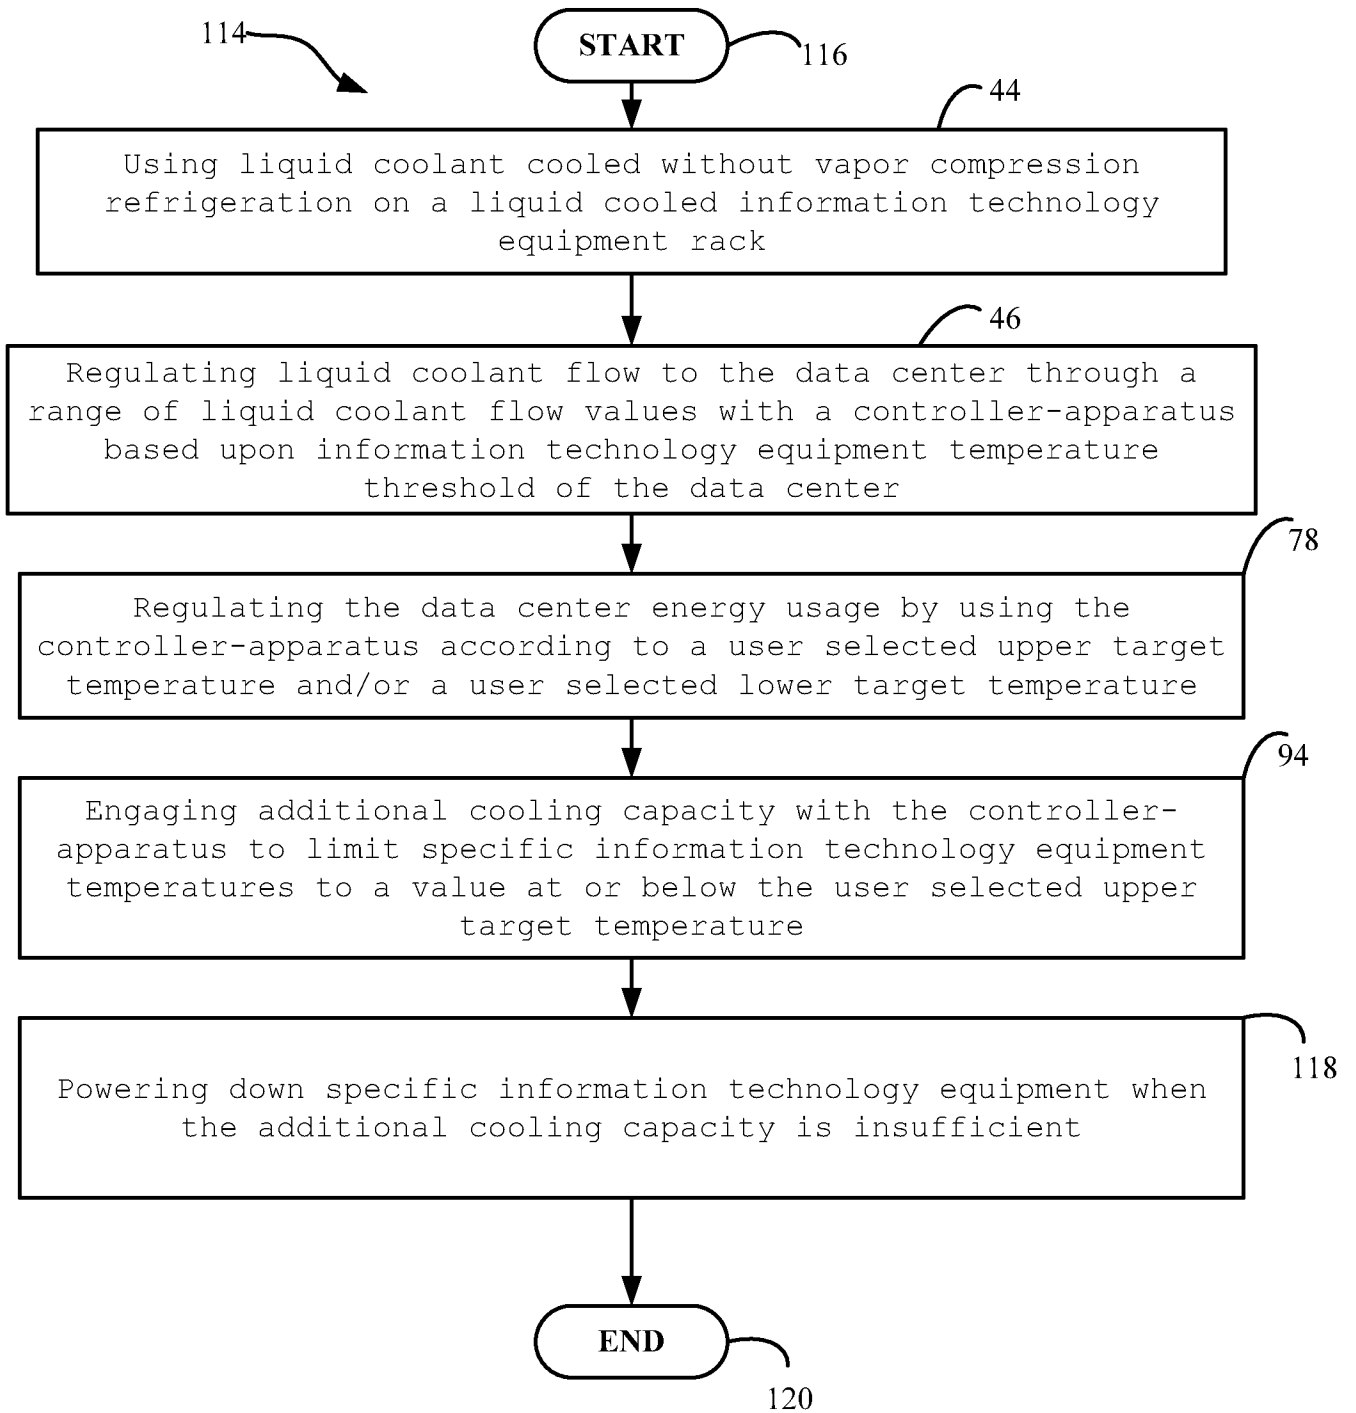 114
START
116
44
Using liquid coolant cooled without vapor compression
refrigeration on a liquid cooled information technology
equipment rack
46
Regulating liquid coolant flow to the data center through a
range of liquid coolant flow values with a controller-apparatus
based upon information technology equipment temperature
threshold of the data center
78
Regulating the data center energy usage by using the
controller-apparatus according to a user selected upper target
temperature and/or a user selected lower target temperature
94
Engaging additional cooling capacity with the controller-
apparatus to limit specific information technology equipment
temperatures to a value at or below the user selected upper
target temperature
118
Powering down specific information technology equipment when
the additional cooling capacity is insufficient
END
120